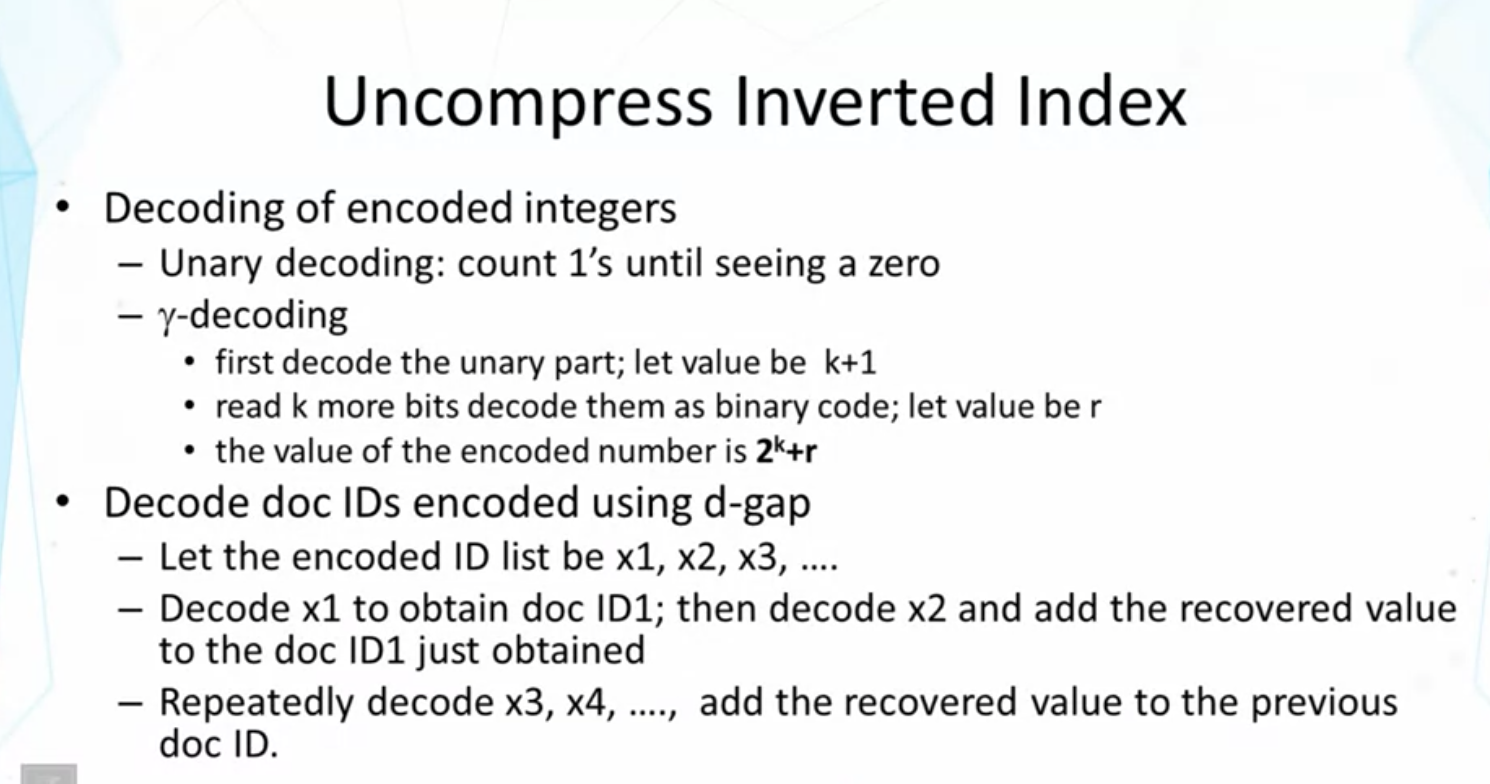 Uncompress Inverted Index
• Decoding of encoded integers
– Unary decoding: count 1’s until seeing a zero
– γ-decoding
• first decode the unary part; let value be k+1
• read k more bits decode them as binary code; let value be r
• the value of the encoded number is 2ᵏ+r
• Decode doc IDs encoded using d-gap
– Let the encoded ID list be x1, x2, x3, ....
– Decode x1 to obtain doc ID1; then decode x2 and add the recovered value
to the doc ID1 just obtained
– Repeatedly decode x3, x4, ...., add the recovered value to the previous
doc ID.